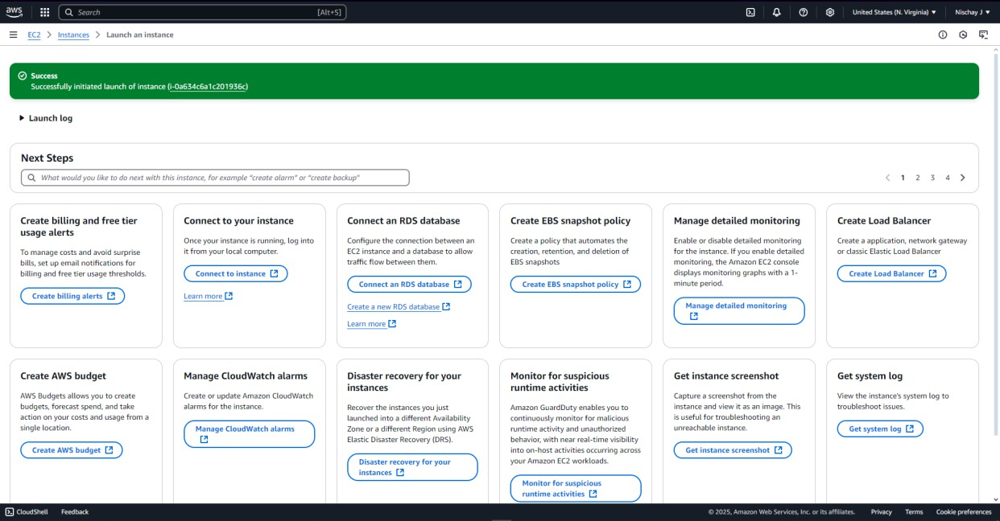 aws
Search
[Alt+S]
United States (N. Virginia)
Nischay J
EC2
Instances
Launch an instance
Success
Successfully initiated launch of instance (i-0a634c6a1c201936c)
Launch log
Next Steps
What would you like to do next with this instance, for example "create alarm" or "create backup"
1 2 3 4
Create billing and free tier
usage alerts
To manage costs and avoid surprise
bills, set up email notifications for
billing and free tier usage thresholds.
Create billing alerts
Connect to your instance
Once your instance is running, log into
it from your local computer.
Connect to instance
Learn more
Connect an RDS database
Configure the connection between an
EC2 instance and a database to allow
traffic flow between them.
Connect an RDS database
Create a new RDS database
Learn more
Create EBS snapshot policy
Create a policy that automates the
creation, retention, and deletion of
EBS snapshots
Create EBS snapshot policy
Manage detailed monitoring
Enable or disable detailed monitoring
for the instance. If you enable detailed
monitoring, the Amazon EC2 console
displays monitoring graphs with a 1-
minute period.
Manage detailed monitoring
Create Load Balancer
Create a application, network gateway
or classic Elastic Load Balancer
Create Load Balancer
Create AWS budget
AWS Budgets allows you to create
budgets, forecast spend, and take
action on your costs and usage from a
single location.
Create AWS budget
Manage CloudWatch alarms
Create or update Amazon CloudWatch
alarms for the instance.
Manage CloudWatch alarms
Disaster recovery for your
instances
Recover the instances you just
launched into a different Availability
Zone or a different Region using AWS
Elastic Disaster Recovery (DRS).
Disaster recovery for your
instances
Monitor for suspicious
runtime activities
Amazon GuardDuty enables you to
continuously monitor for malicious
runtime activity and unauthorized
behavior, with near real-time visibility
into on-host activities occurring across
your Amazon EC2 workloads.
Monitor for suspicious
runtime activities
Get instance screenshot
Capture a screenshot from the
instance and view it as an image. This
is useful for troubleshooting an
unreachable instance.
Get instance screenshot
Get system log
View the instance's system log to
troubleshoot issues.
Get system log
CloudShell
Feedback
© 2025, Amazon Web Services, Inc. or its affiliates.
Privacy
Terms
Cookie preferences